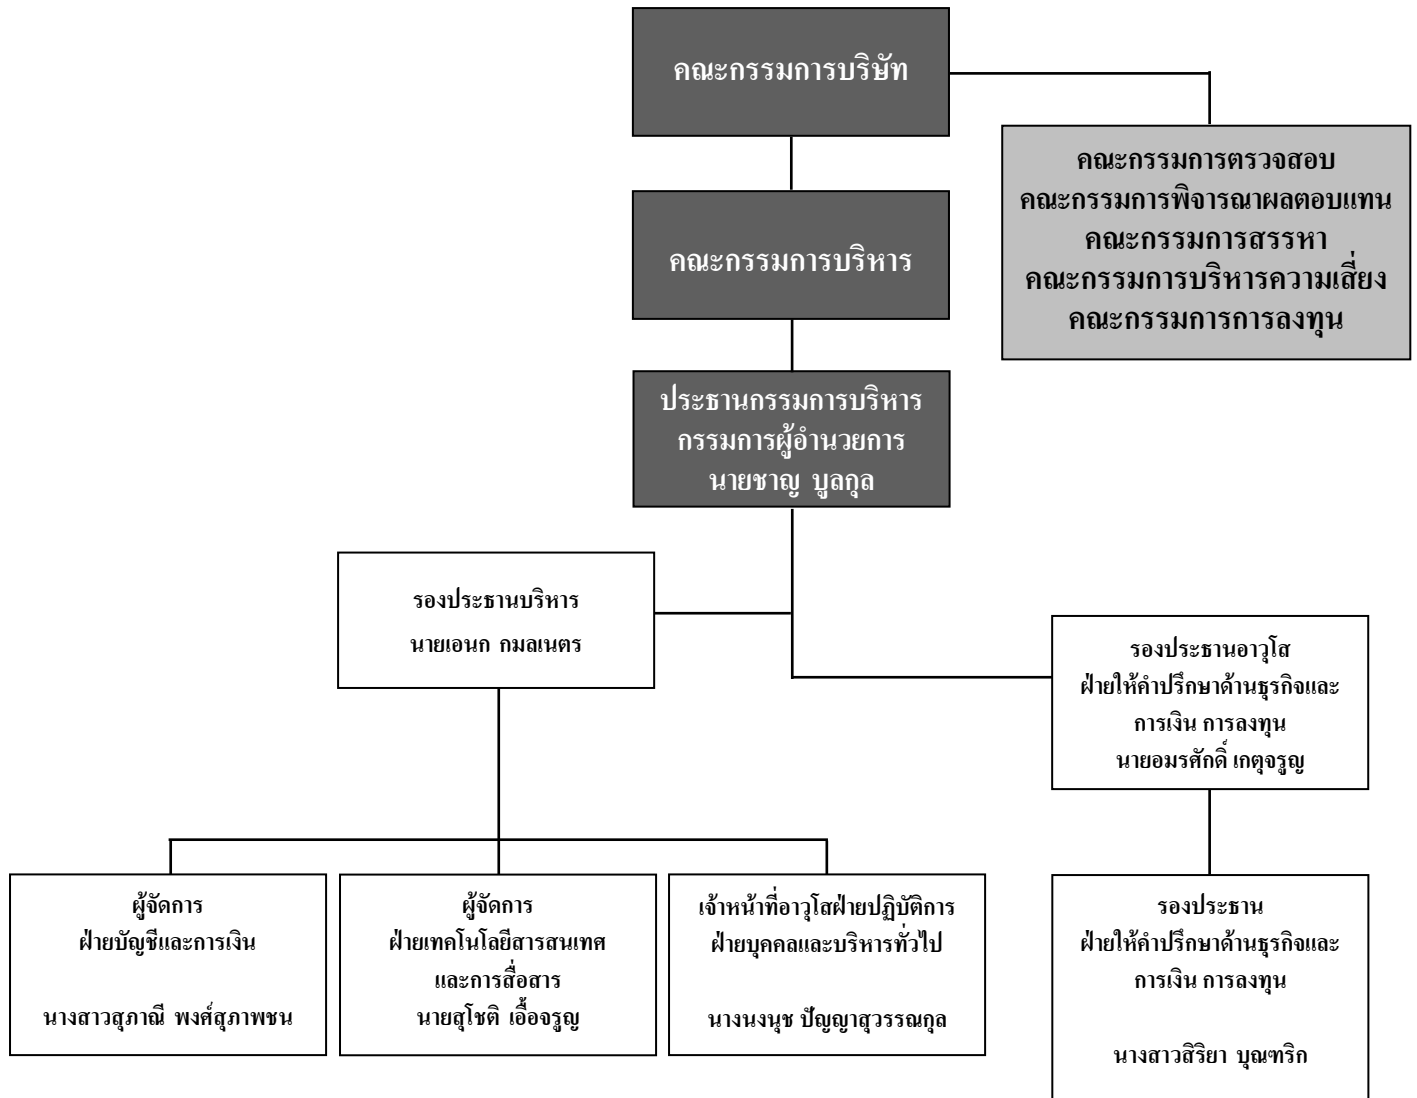 คณะกรรมการบริษัท
คณะกรรมการตรวจสอบ
คณะกรรมการพิจารณาผลตอบแทน
คณะกรรมการสรรหา
คณะกรรมการบริหารความเสี่ยง
คณะกรรมการการลงทุน
คณะกรรมการบริหาร
ประธานกรรมการบริหาร
กรรมการผู้อำนวยการ
นายชาญ บูลกุล
รองประธานบริหาร
นายเอนก กมลเนตร
รองประธานอาวุโส
ฝ่ายให้คำปรึกษาด้านธุรกิจและ
การเงิน การลงทุน
นายอมรศักดิ์ เกตุจรูญ
ผู้จัดการ
ฝ่ายบัญชีและการเงิน
นางสาวสุภาณี พงศ์สุภาพชน
ผู้จัดการ
ฝ่ายเทคโนโลยีสารสนเทศ
และการสื่อสาร
นายสุโชติ เอื้อจรูญ
เจ้าหน้าที่อาวุโสฝ่ายปฏิบัติการ
ฝ่ายบุคคลและบริหารทั่วไป
นางนงนุช ปัญญาสุวรรณกุล
รองประธาน
ฝ่ายให้คำปรึกษาด้านธุรกิจและ
การเงิน การลงทุน
นางสาวสิริยา บุณฑริก